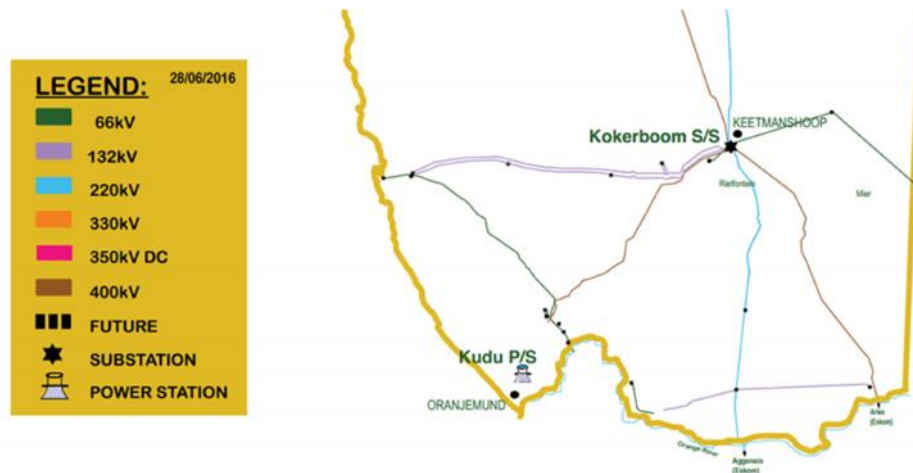 LEGEND: 28/06/2016
66kV
132kV
220kV
330kV
350kV DC
400kV
FUTURE
SUBSTATION
POWER STATION
KEETMANSHOOP
Kokerboom S/S
Rietfontein
Mier
Kudu P/S
ORANJEMUND
Aries
(Eskom)
Orange River
Aggeneis
(Eskom)